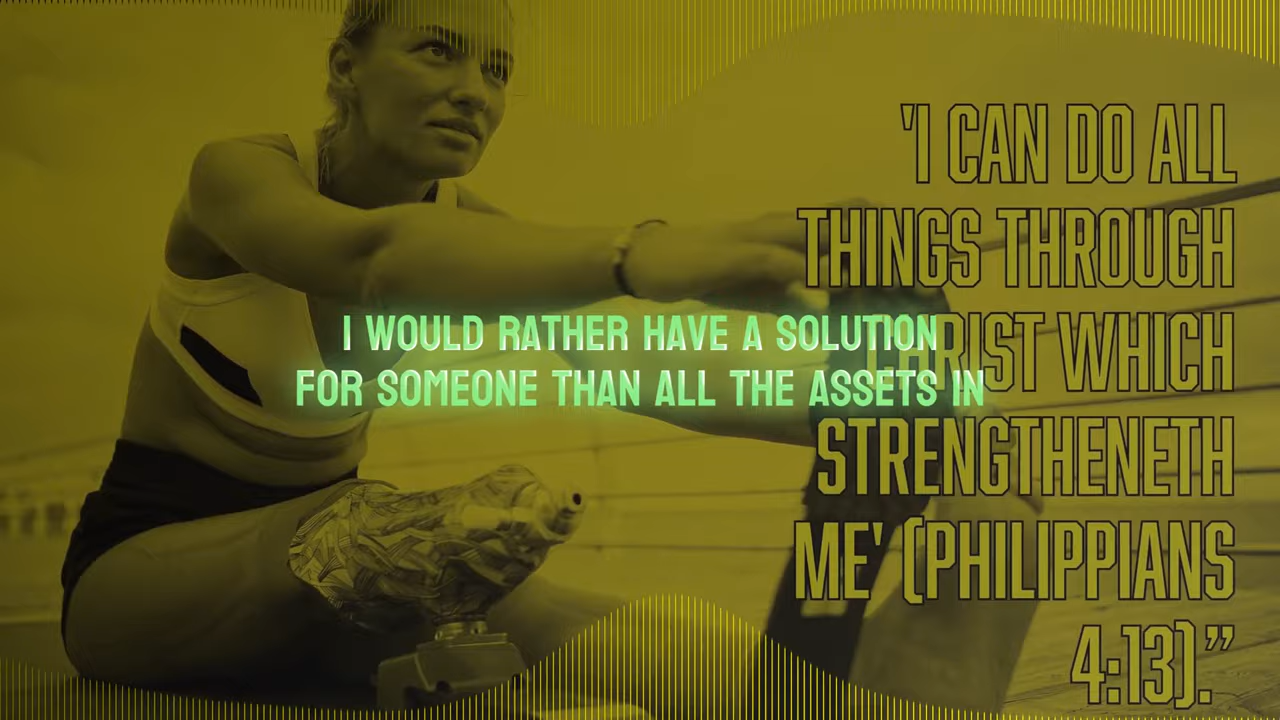 'I CAN DO ALL
THINGS THROUGH
CHRIST WHICH
STRENGTHENETH
ME' (PHILIPPIANS
4:13).”
I WOULD RATHER HAVE A SOLUTION
FOR SOMEONE THAN ALL THE ASSETS IN